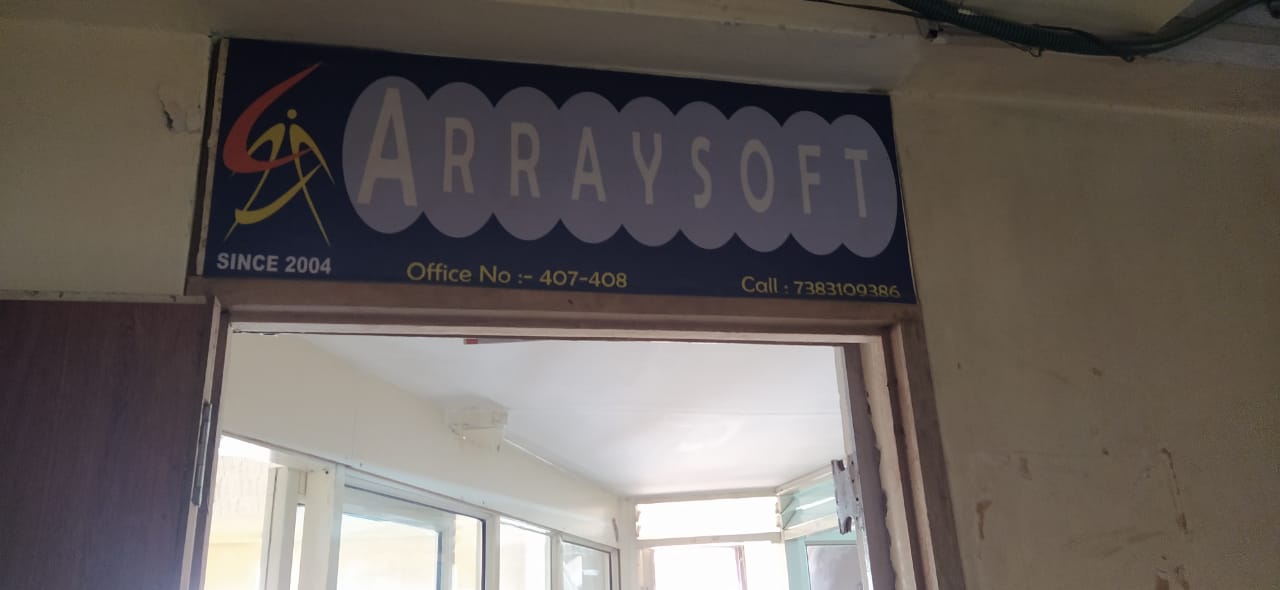 ARRAYSOFT
SINCE 2004
Office No :- 407-408
Call : 7383109386